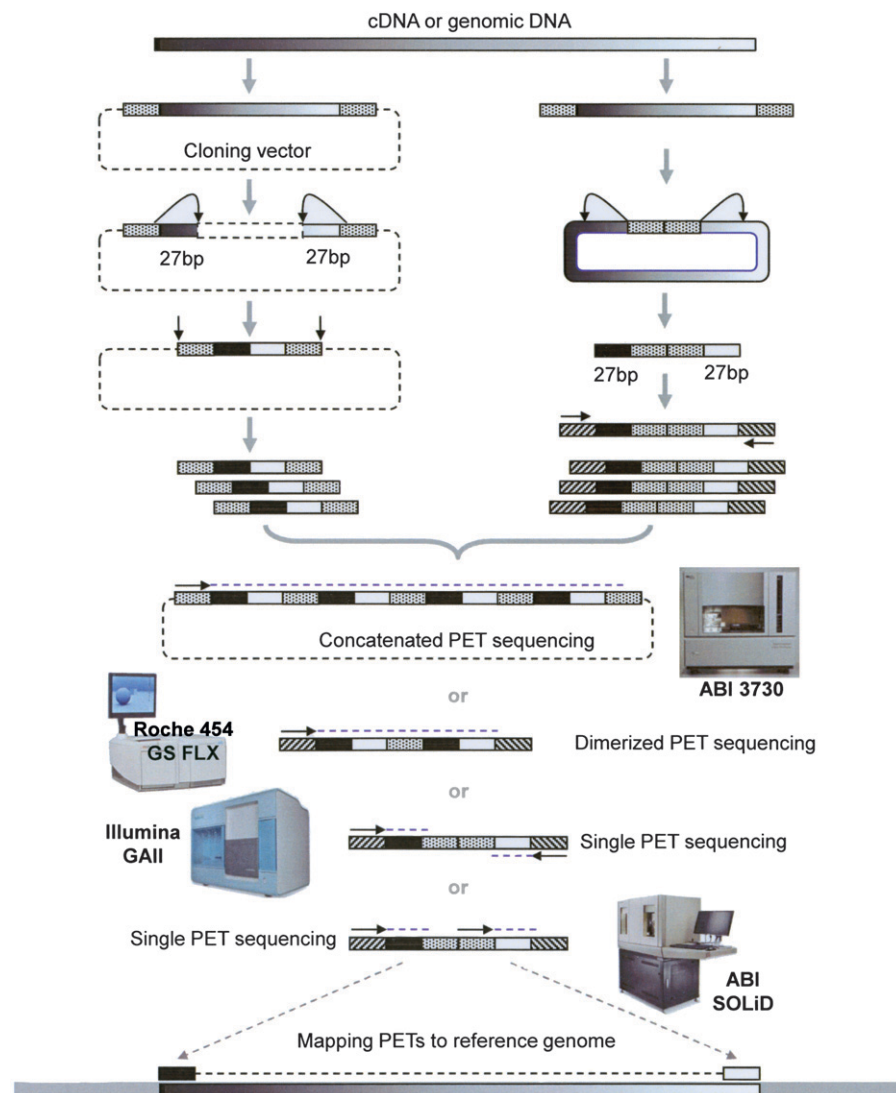 cDNA or genomic DNA
Cloning vector
27bp
27bp
27bp
27bp
Concatenated PET sequencing
ABI 3730
or
Roche 454
GS FLX
Dimerized PET sequencing
or
Illumina
GAII
Single PET sequencing
or
Single PET sequencing
ABI
SOLiD
Mapping PETs to reference genome